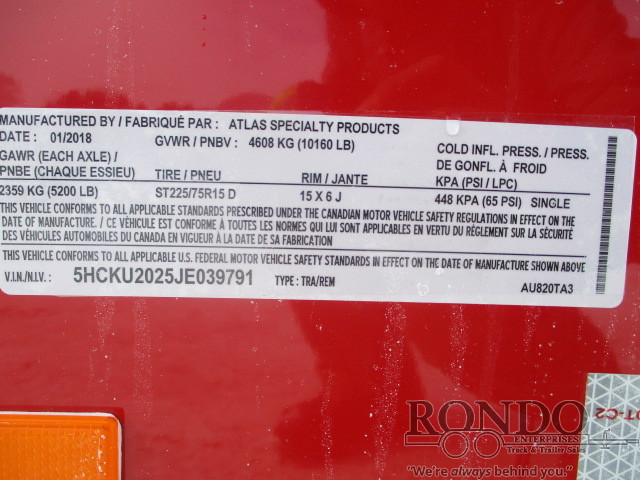 MANUFACTURED BY / FABRIQUÉ PAR : ATLAS SPECIALTY PRODUCTS
DATE : 01/2018 GVWR / PNBV : 4608 KG (10160 LB) COLD INFL. PRESS. / PRESS.
GAWR (EACH AXLE) / DE GONFL. À FROID
PNBE (CHAQUE ESSIEU) TIRE / PNEU RIM / JANTE KPA (PSI / LPC)
2359 KG (5200 LB) ST225/75R15 D 15 X 6 J 448 KPA (65 PSI) SINGLE
THIS VEHICLE CONFORMS TO ALL APPLICABLE STANDARDS PRESCRIBED UNDER THE CANADIAN MOTOR VEHICLE SAFETY REGULATIONS IN EFFECT ON THE
DATE OF MANUFACTURE. / CE VÉHICULE EST CONFORME À TOUTES LES NORMES QUI LUI SONT APPLICABLES EN VERTU DU RÈGLEMENT SUR LA SÉCURITÉ
DES VÉHICULES AUTOMOBILES DU CANADA EN VIGUEUR À LA DATE DE SA FABRICATION.
THIS VEHICLE CONFORMS TO ALL APPLICABLE U.S. FEDERAL MOTOR VEHICLE SAFETY STANDARDS IN EFFECT ON THE DATE OF MANUFACTURE SHOWN ABOVE
V.I.N./N.I.V. : 5HCKU2025JE039791 TYPE : TRA/REM AU820TA3
OT-C2
RONDO
ENTERPRISES
Truck & Trailer Sales
"We're always behind you."